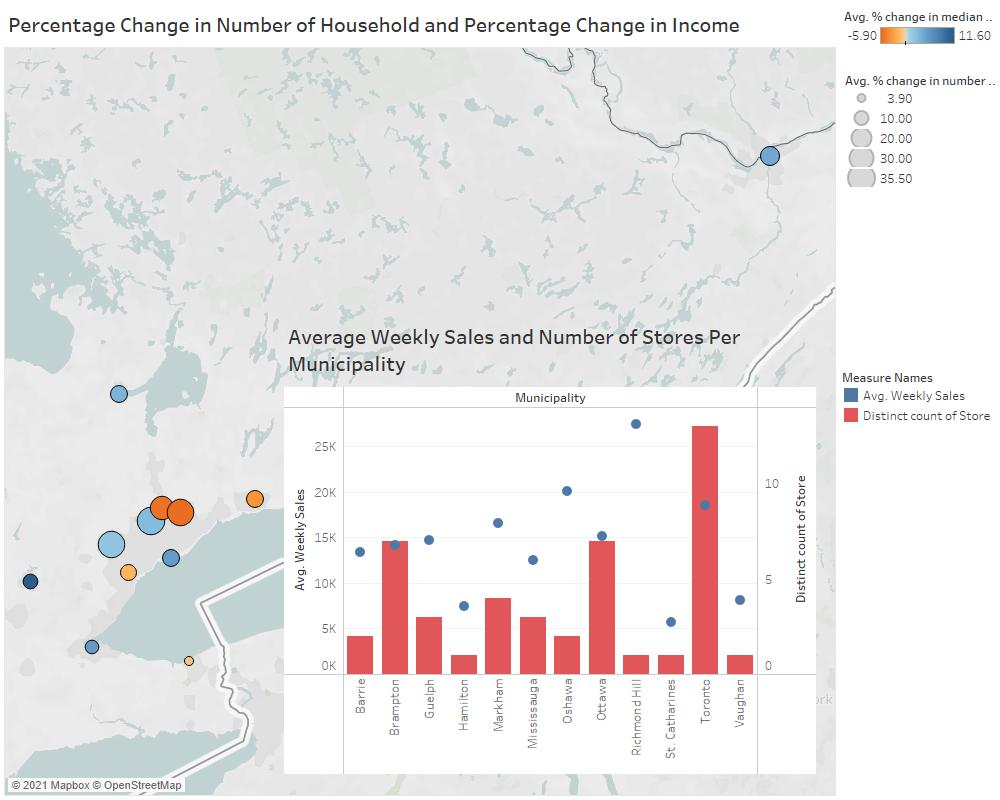 Percentage Change in Number of Household and Percentage Change in Income
Avg. % change in median ..
-5.90 11.60
Avg. % change in number ..
3.90
10.00
20.00
30.00
35.50
Average Weekly Sales and Number of Stores Per
Municipality
Measure Names
Avg. Weekly Sales
Distinct count of Store
Municipality
25K
20K
15K
10K
5K
0K
Avg. Weekly Sales
10
5
0
Distinct count of Store
Barrie
Brampton
Guelph
Hamilton
Markham
Mississauga
Oshawa
Ottawa
Richmond Hill
St. Catharines
Toronto
Vaughan
© 2021 Mapbox © OpenStreetMap